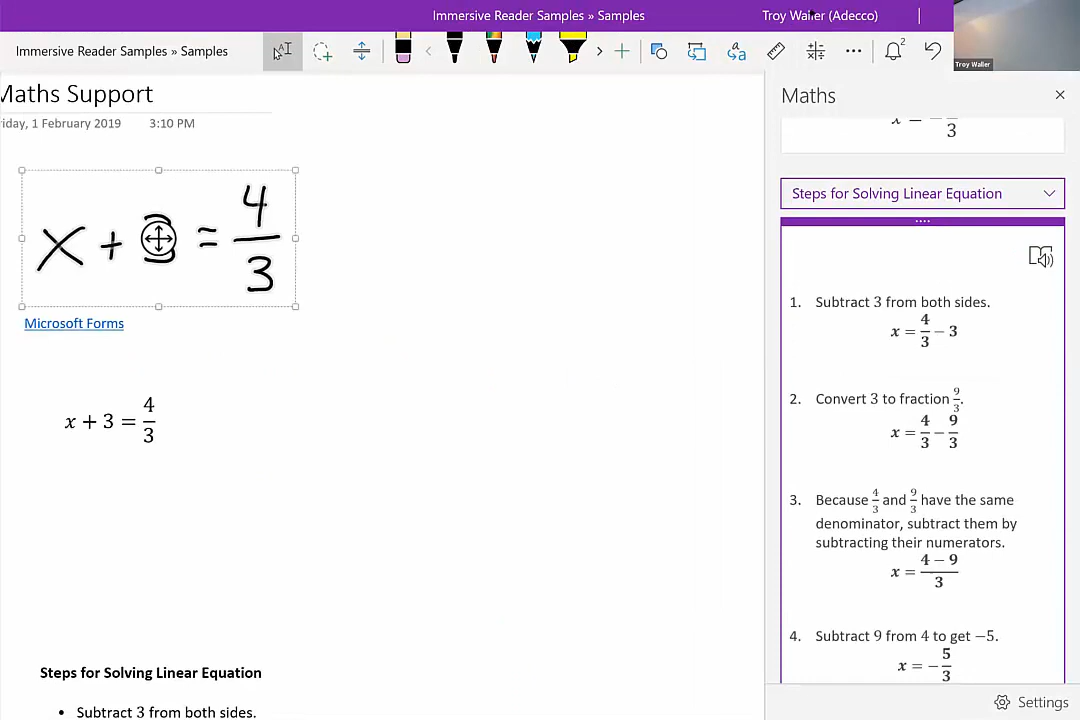 Immersive Reader Samples » Samples
Troy Waller (Adecco)
Immersive Reader Samples » Samples
2
Troy Waller
Maths Support
riday, 1 February 2019 3:10 PM
x + 3 = 4/3
Microsoft Forms
x + 3 = 4/3
Steps for Solving Linear Equation
• Subtract 3 from both sides.
Maths
3
Steps for Solving Linear Equation
1. Subtract 3 from both sides.
x = 4/3 − 3
2. Convert 3 to fraction 9/3.
x = 4/3 − 9/3
3. Because 4/3 and 9/3 have the same
denominator, subtract them by
subtracting their numerators.
x = (4 − 9)/3
4. Subtract 9 from 4 to get −5.
x = −5/3
Settings